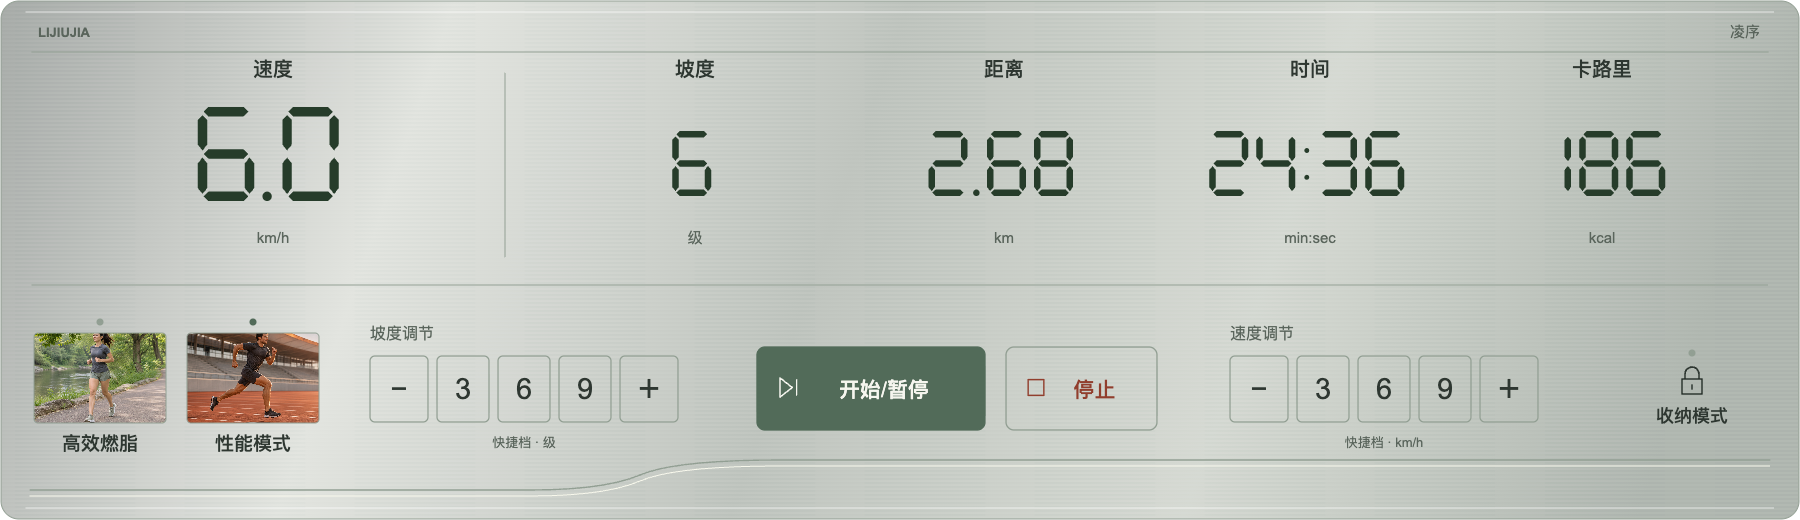 LIJIUJIA
凌序
速度
坡度
距离
时间
卡路里
6.0
6
2.68
24:36
186
km/h
级
km
min:sec
kcal
坡度调节
速度调节
− 3 6 9 +
开始/暂停
停止
− 3 6 9 +
收纳模式
高效燃脂
性能模式
快捷档 · 级
快捷档 · km/h